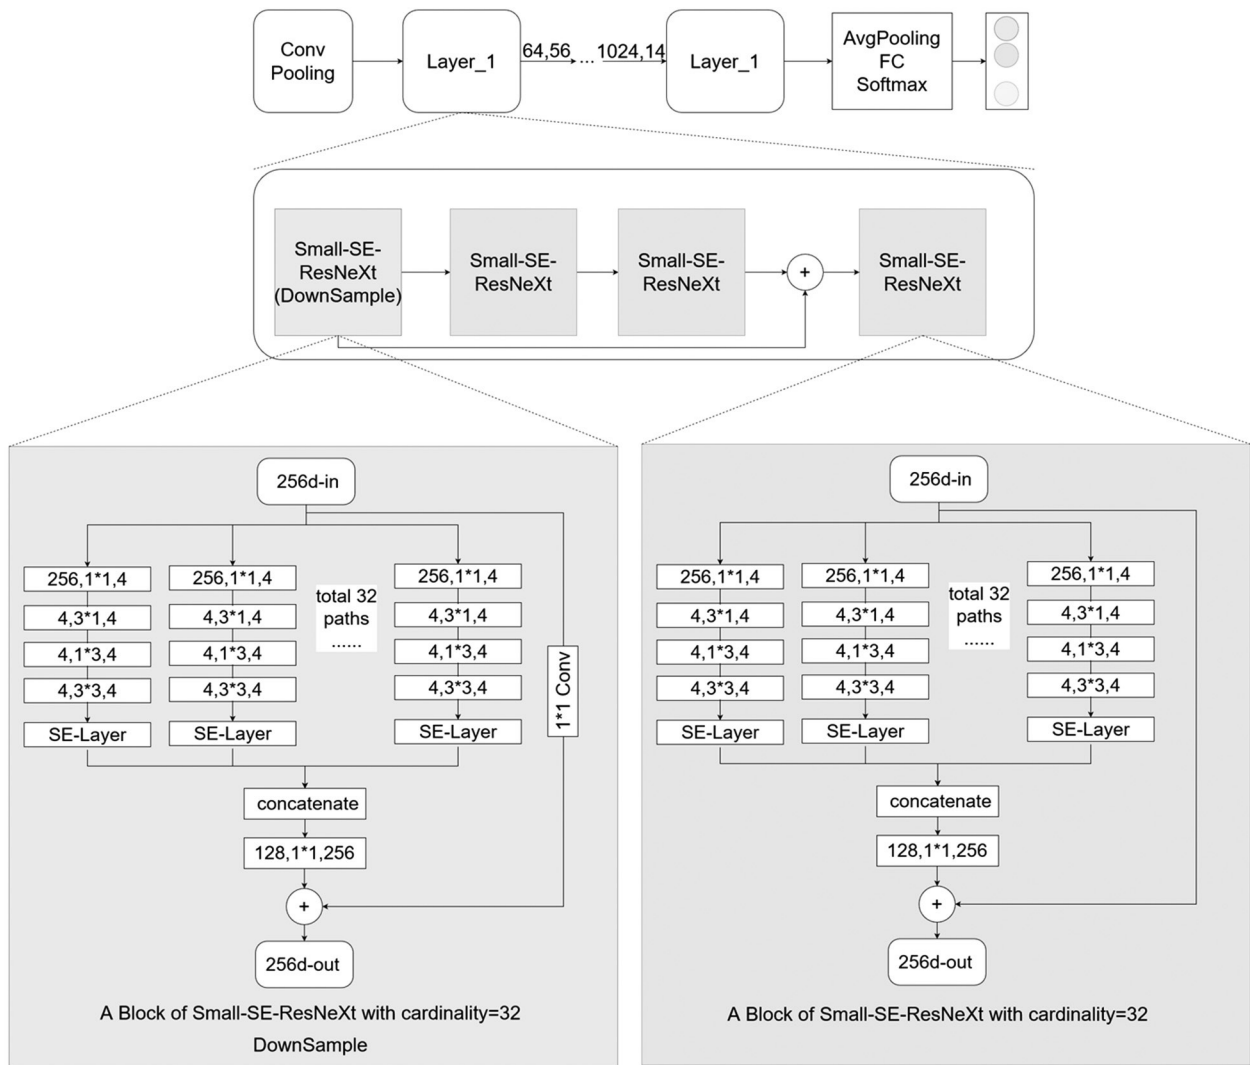 Conv
Pooling
Layer_1
64,56
...
1024,14
Layer_1
AvgPooling
FC
Softmax
Small-SE-
ResNeXt
(DownSample)
Small-SE-
ResNeXt
Small-SE-
ResNeXt
+
Small-SE-
ResNeXt
256d-in
256,1*1,4
256,1*1,4
256,1*1,4
4,3*1,4
4,3*1,4
total 32
paths
......
4,3*1,4
4,1*3,4
4,1*3,4
4,1*3,4
4,3*3,4
4,3*3,4
4,3*3,4
1*1 Conv
SE-Layer
SE-Layer
SE-Layer
concatenate
128,1*1,256
+
256d-out
A Block of Small-SE-ResNeXt with cardinality=32
DownSample
256d-in
256,1*1,4
256,1*1,4
256,1*1,4
4,3*1,4
4,3*1,4
total 32
paths
......
4,3*1,4
4,1*3,4
4,1*3,4
4,1*3,4
4,3*3,4
4,3*3,4
4,3*3,4
SE-Layer
SE-Layer
SE-Layer
concatenate
128,1*1,256
+
256d-out
A Block of Small-SE-ResNeXt with cardinality=32